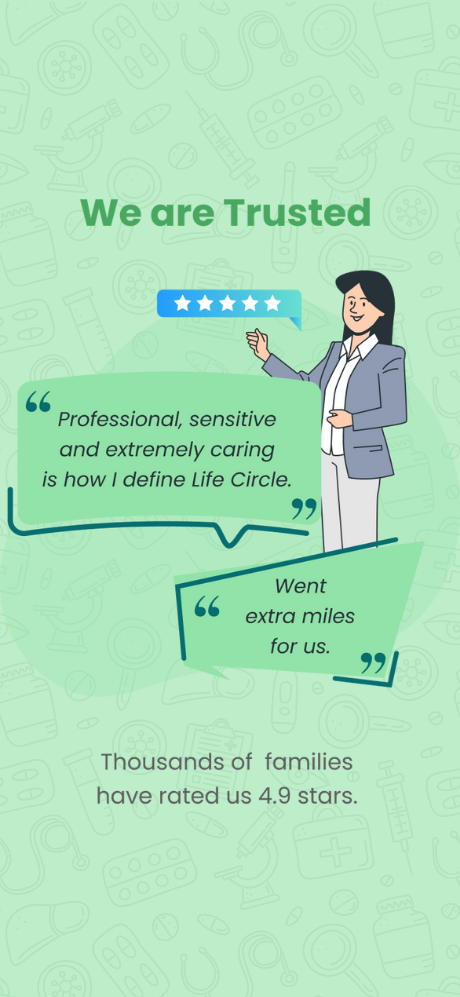 We are Trusted
“ Professional, sensitive
and extremely caring
is how I define Life Circle. ”
Went
“ extra miles
for us. ”
Thousands of families
have rated us 4.9 stars.